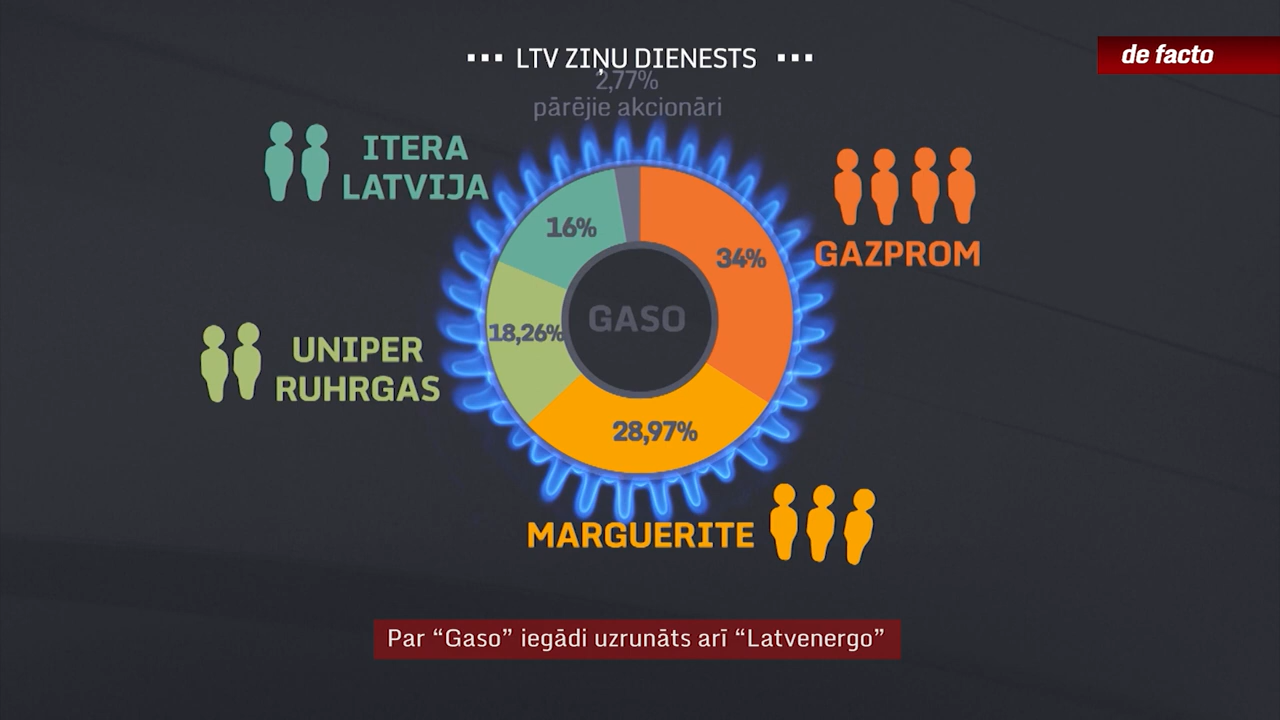 LTV ZIŅU DIENESTS
de facto
2,77%
pārējie akcionāri
ITERA
LATVIJA
16%
34%
GAZPROM
GASO
18,26%
UNIPER
RUHRGAS
28,97%
MARGUERITE
Par “Gaso” iegādi uzrunāts arī “Latvenergo”